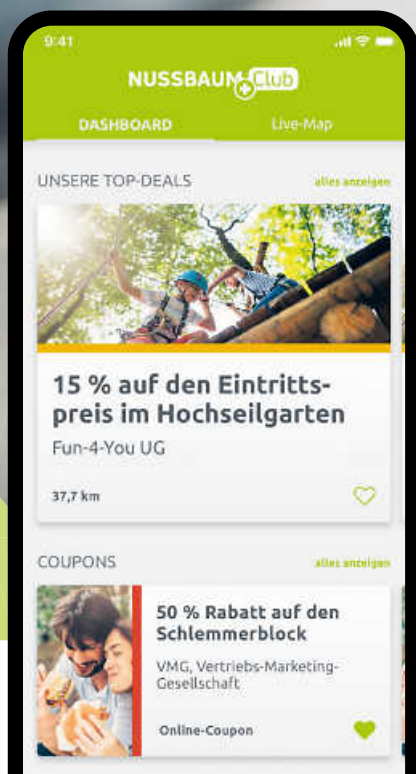 9:41
NUSSBAUM Club
DASHBOARD Live-Map
UNSERE TOP-DEALS alles anzeigen
15 % auf den Eintritts-
preis im Hochseilgarten
Fun-4-You UG
37,7 km
COUPONS alles anzeigen
50 % Rabatt auf den
Schlemmerblock
VMG, Vertriebs-Marketing-
Gesellschaft
Online-Coupon